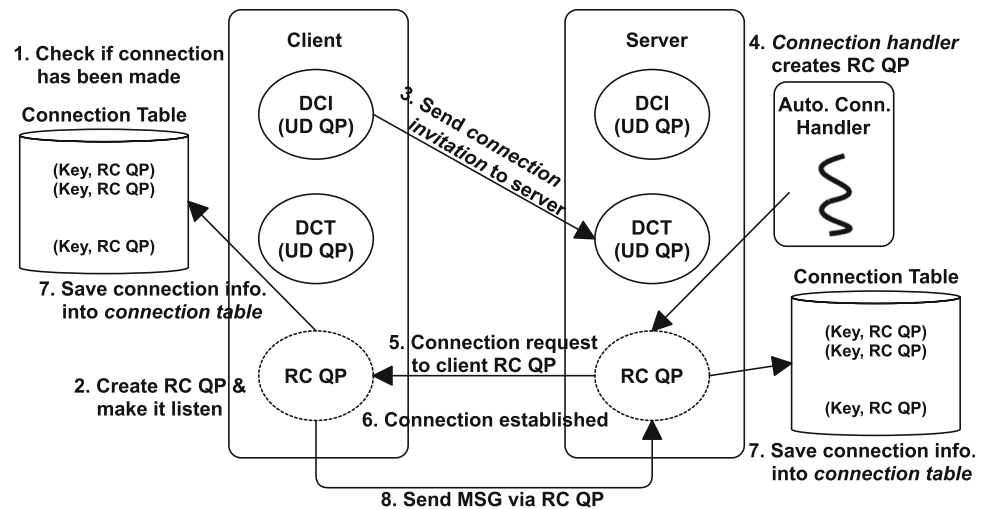 1. Check if connection
has been made
Connection Table
(Key, RC QP)
(Key, RC QP)
(Key, RC QP)
7. Save connection info.
into connection table
2. Create RC QP &
make it listen
Client
DCI
(UD QP)
DCT
(UD QP)
RC QP
3. Send connection
invitation to server
5. Connection request
to client RC QP
6. Connection established
8. Send MSG via RC QP
Server
DCI
(UD QP)
DCT
(UD QP)
RC QP
4. Connection handler
creates RC QP
Auto. Conn.
Handler
Connection Table
(Key, RC QP)
(Key, RC QP)
(Key, RC QP)
7. Save connection info.
into connection table